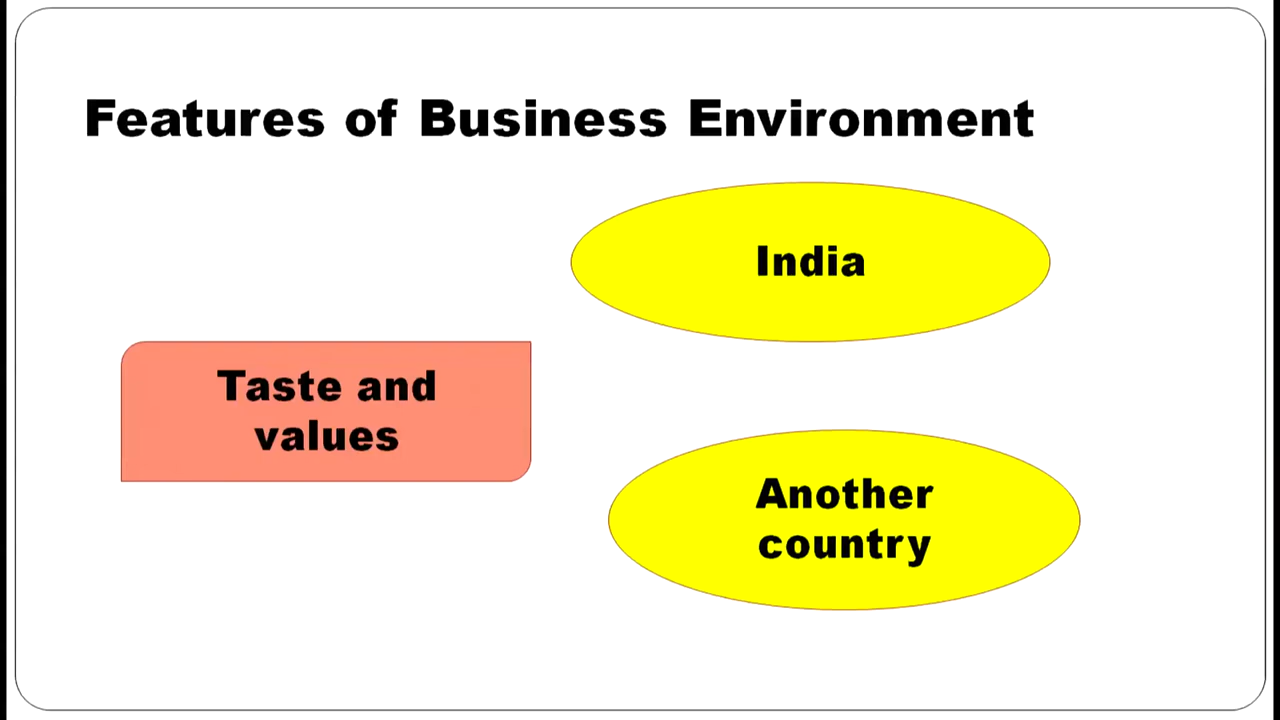 Features of Business Environment
India
Taste and
values
Another
country